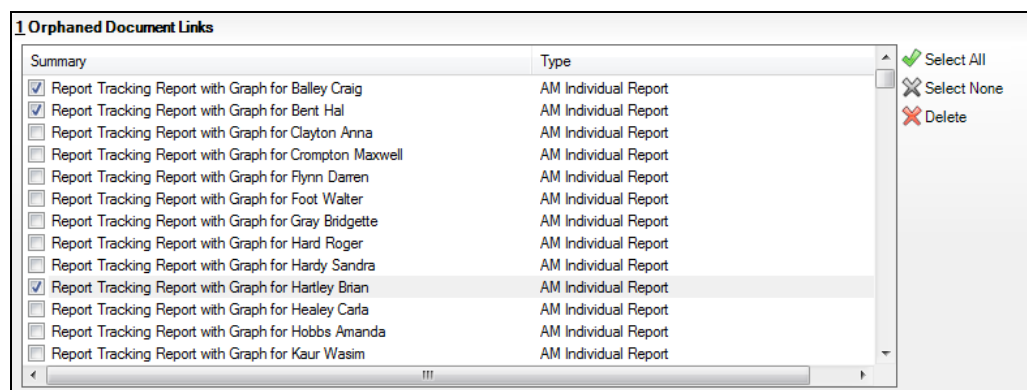 1 Orphaned Document Links
Summary Type
Report Tracking Report with Graph for Balley Craig AM Individual Report
Report Tracking Report with Graph for Bent Hal AM Individual Report
Report Tracking Report with Graph for Clayton Anna AM Individual Report
Report Tracking Report with Graph for Crompton Maxwell AM Individual Report
Report Tracking Report with Graph for Flynn Darren AM Individual Report
Report Tracking Report with Graph for Foot Walter AM Individual Report
Report Tracking Report with Graph for Gray Bridgette AM Individual Report
Report Tracking Report with Graph for Hard Roger AM Individual Report
Report Tracking Report with Graph for Hardy Sandra AM Individual Report
Report Tracking Report with Graph for Hartley Brian AM Individual Report
Report Tracking Report with Graph for Healey Carla AM Individual Report
Report Tracking Report with Graph for Hobbs Amanda AM Individual Report
Report Tracking Report with Graph for Kaur Wasim AM Individual Report
Select All
Select None
Delete